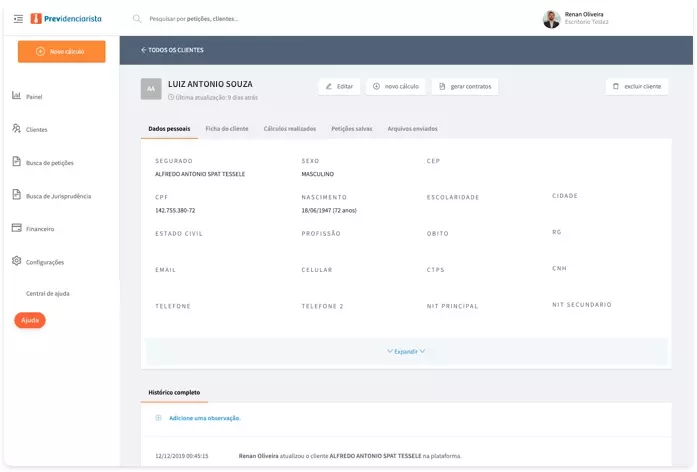 Previdenciarista
Pesquisar por petições, clientes...
Renan Oliveira
Escritorio Teste2
Novo cálculo
Painel
Clientes
Busca de petições
Busca de Jurisprudência
Financeiro
Configurações
Central de ajuda
Ajuda
TODOS OS CLIENTES
AA
LUIZ ANTONIO SOUZA
Última atualização: 9 dias atrás
Editar
novo cálculo
gerar contratos
excluir cliente
Dados pessoais
Ficha do cliente
Cálculos realizados
Petições salvas
Arquivos enviados
SEGURADO
ALFREDO ANTONIO SPAT TESSELE
SEXO
MASCULINO
CEP
CPF
142.755.380-72
NASCIMENTO
18/06/1947 (72 anos)
ESCOLARIDADE
CIDADE
ESTADO CIVIL
PROFISSÃO
OBITO
RG
EMAIL
CELULAR
CTPS
CNH
TELEFONE
TELEFONE 2
NIT PRINCIPAL
NIT SECUNDARIO
Expandir
Histórico completo
Adicione uma observação.
12/12/2019 00:45:15
Renan Oliveira atualizou o cliente ALFREDO ANTONIO SPAT TESSELE na plataforma.